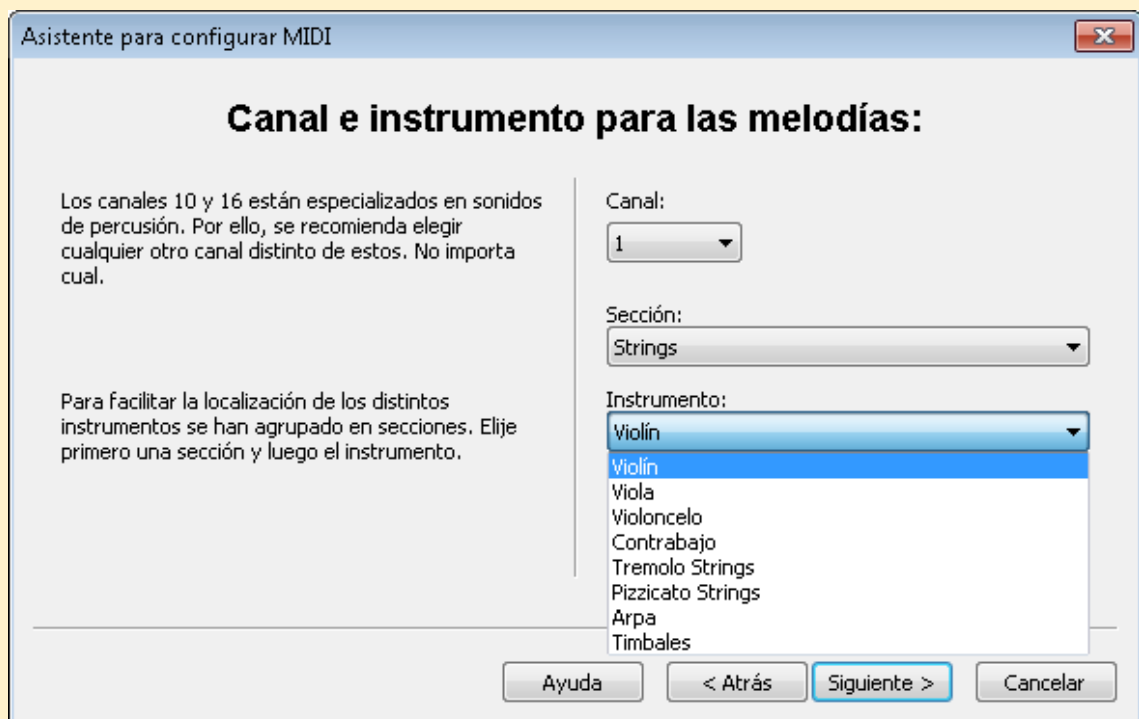 Asistente para configurar MIDI
Canal e instrumento para las melodías:
Los canales 10 y 16 están especializados en sonidos
de percusión. Por ello, se recomienda elegir
cualquier otro canal distinto de estos. No importa
cual.
Canal:
1
Sección:
Strings
Para facilitar la localización de los distintos
instrumentos se han agrupado en secciones. Elije
primero una sección y luego el instrumento.
Instrumento:
Violín
Violín
Viola
Violoncelo
Contrabajo
Tremolo Strings
Pizzicato Strings
Arpa
Timbales
Ayuda
< Atrás
Siguiente >
Cancelar